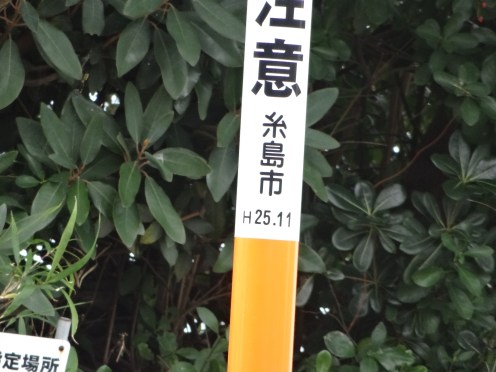 注意
糸島市
H25.11
定場所